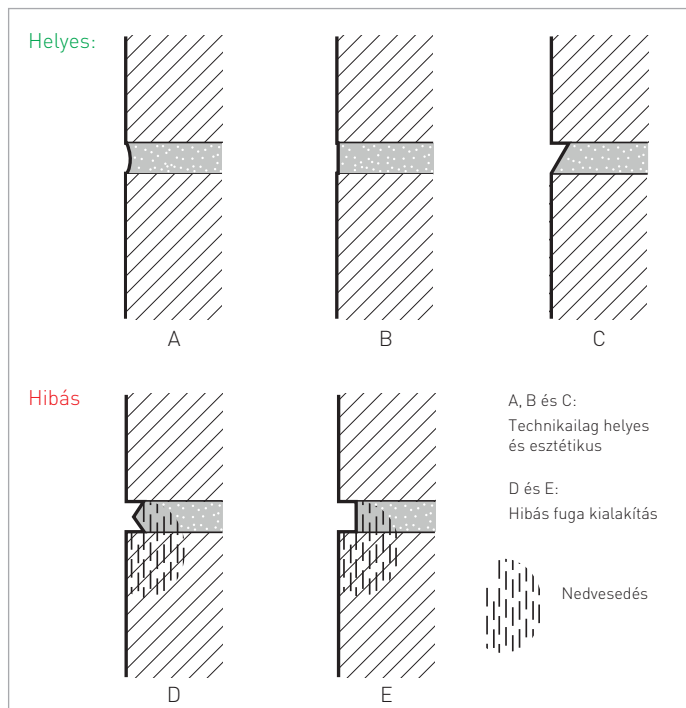 Helyes:
A
B
C
Hibás
A, B és C:
Technikailag helyes
és esztétikus
D és E:
Hibás fuga kialakítás
Nedvesedés
D
E